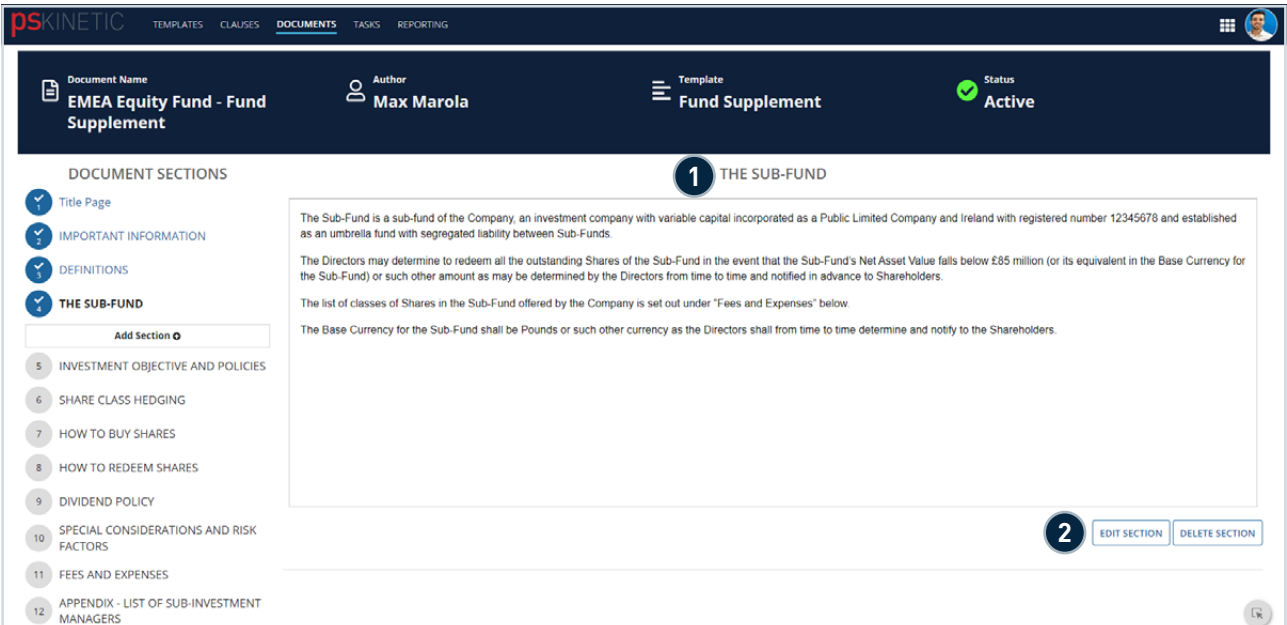 psKINETIC TEMPLATES CLAUSES DOCUMENTS TASKS REPORTING
Document Name
EMEA Equity Fund - Fund
Supplement
Author
Max Marola
Template
Fund Supplement
Status
Active
DOCUMENT SECTIONS
1 Title Page
2 IMPORTANT INFORMATION
3 DEFINITIONS
4 THE SUB-FUND
Add Section
5 INVESTMENT OBJECTIVE AND POLICIES
6 SHARE CLASS HEDGING
7 HOW TO BUY SHARES
8 HOW TO REDEEM SHARES
9 DIVIDEND POLICY
10 SPECIAL CONSIDERATIONS AND RISK
FACTORS
11 FEES AND EXPENSES
12 APPENDIX - LIST OF SUB-INVESTMENT
MANAGERS
1 THE SUB-FUND
The Sub-Fund is a sub-fund of the Company, an investment company with variable capital incorporated as a Public Limited Company and Ireland with registered number 12345678 and established
as an umbrella fund with segregated liability between Sub-Funds.
The Directors may determine to redeem all the outstanding Shares of the Sub-Fund in the event that the Sub-Fund's Net Asset Value falls below £85 million (or its equivalent in the Base Currency for
the Sub-Fund) or such other amount as may be determined by the Directors from time to time and notified in advance to Shareholders.
The list of classes of Shares in the Sub-Fund offered by the Company is set out under "Fees and Expenses" below.
The Base Currency for the Sub-Fund shall be Pounds or such other currency as the Directors shall from time to time determine and notify to the Shareholders.
2 EDIT SECTION DELETE SECTION